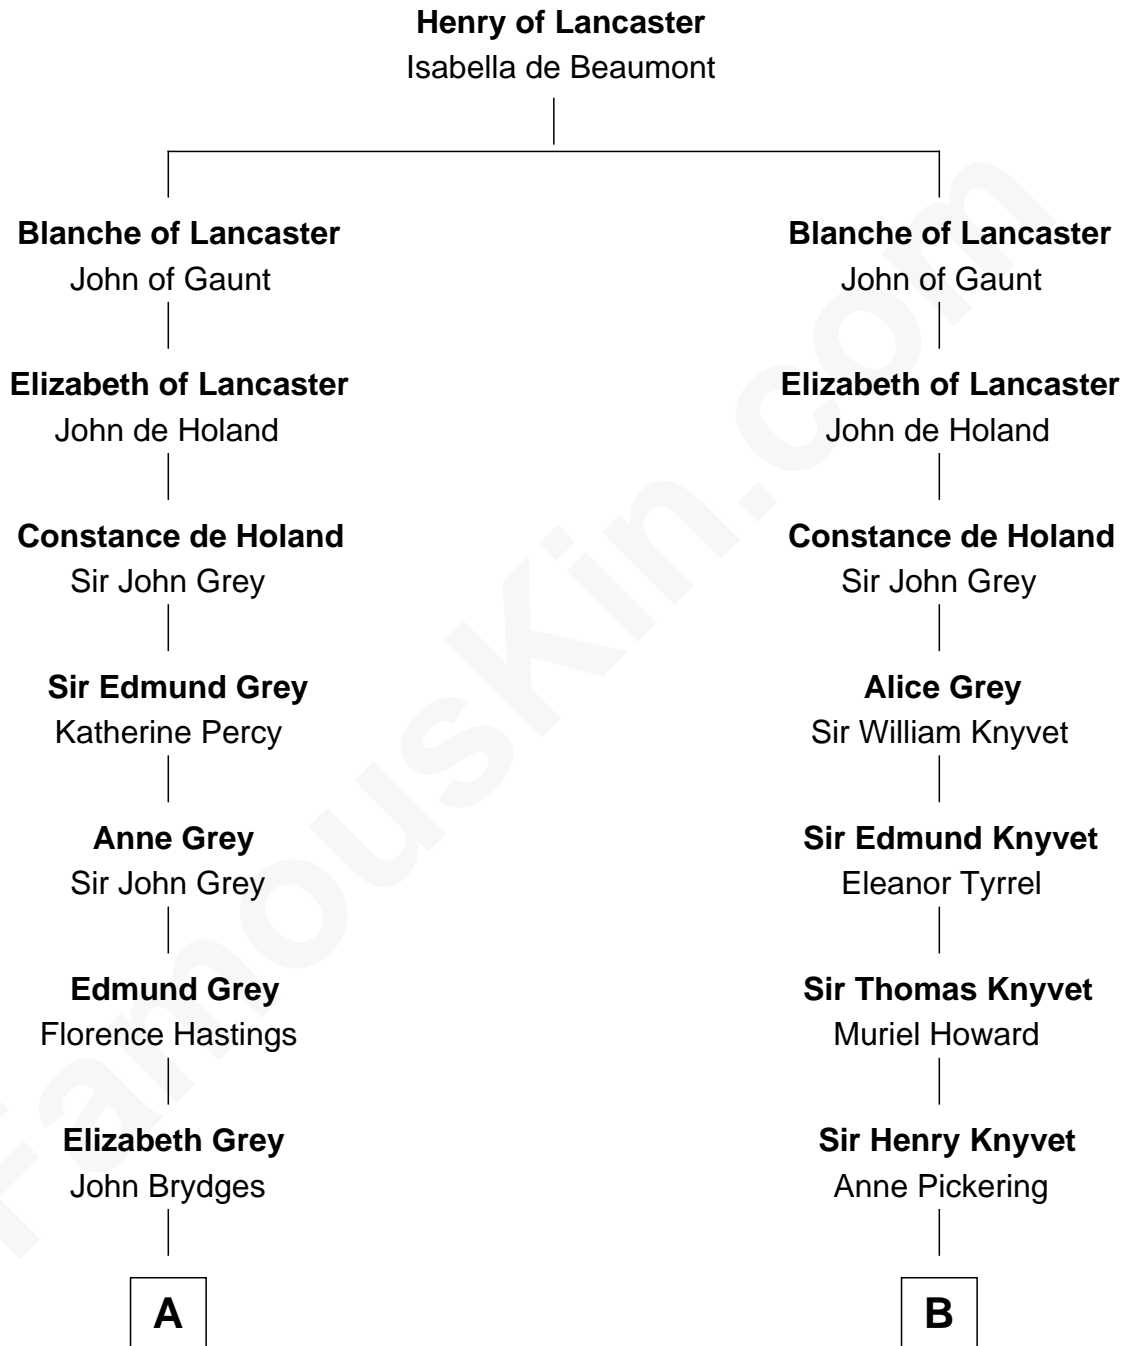 Henry of Lancaster
Isabella de Beaumont
Blanche of Lancaster
John of Gaunt
Blanche of Lancaster
John of Gaunt
Elizabeth of Lancaster
John de Holand
Elizabeth of Lancaster
John de Holand
Constance de Holand
Sir John Grey
Constance de Holand
Sir John Grey
Sir Edmund Grey
Katherine Percy
Alice Grey
Sir William Knyvet
Anne Grey
Sir John Grey
Sir Edmund Knyvet
Eleanor Tyrrel
Edmund Grey
Florence Hastings
Sir Thomas Knyvet
Muriel Howard
Elizabeth Grey
John Brydges
Sir Henry Knyvet
Anne Pickering
A
B
FamousKin.com